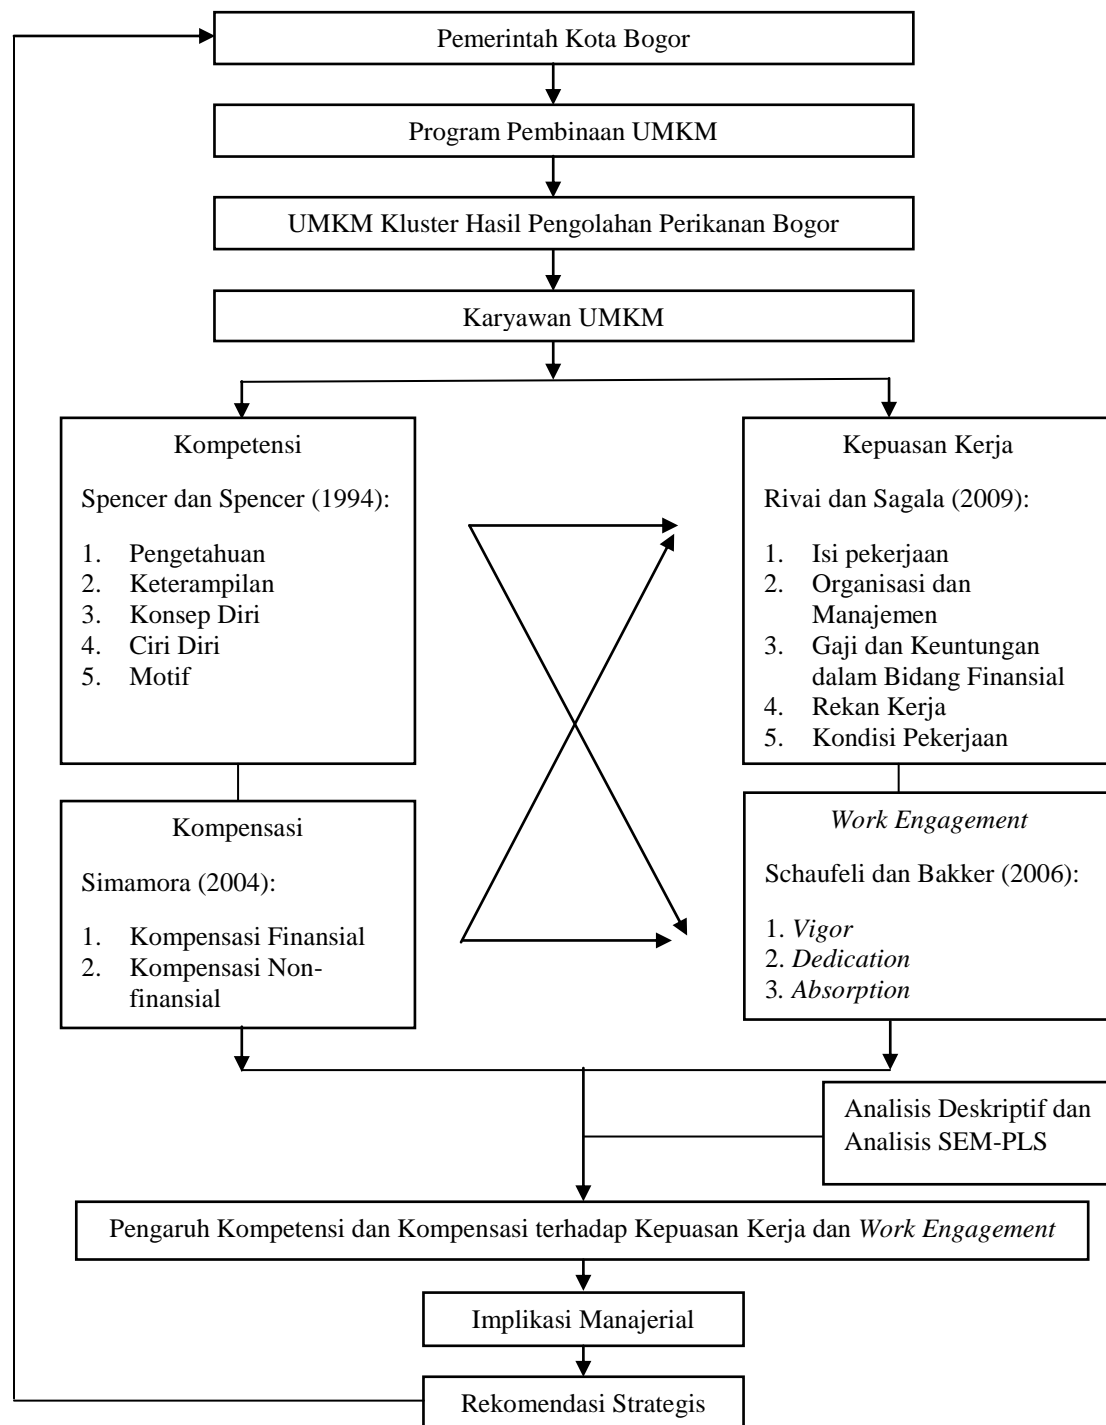 Pemerintah Kota Bogor
Program Pembinaan UMKM
UMKM Kluster Hasil Pengolahan Perikanan Bogor
Karyawan UMKM
Kompetensi
Spencer dan Spencer (1994):
1. Pengetahuan
2. Keterampilan
3. Konsep Diri
4. Ciri Diri
5. Motif
Kepuasan Kerja
Rivai dan Sagala (2009):
1. Isi pekerjaan
2. Organisasi dan
Manajemen
3. Gaji dan Keuntungan
dalam Bidang Finansial
4. Rekan Kerja
5. Kondisi Pekerjaan
Kompensasi
Simamora (2004):
1. Kompensasi Finansial
2. Kompensasi Non-
finansial
Work Engagement
Schaufeli dan Bakker (2006):
1. Vigor
2. Dedication
3. Absorption
Analisis Deskriptif dan
Analisis SEM-PLS
Pengaruh Kompetensi dan Kompensasi terhadap Kepuasan Kerja dan Work Engagement
Implikasi Manajerial
Rekomendasi Strategis